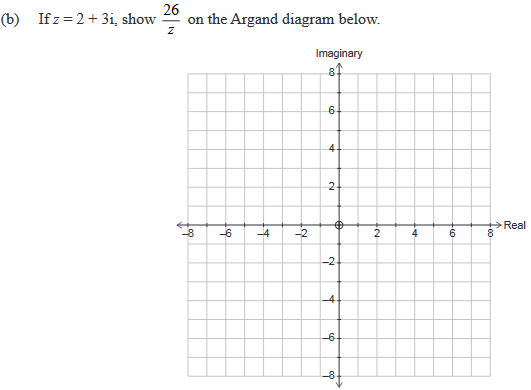 (b) If z = 2 + 3i, show 26/z on the Argand diagram below.
Imaginary
8
6
4
2
–8 –6 –4 –2 0 2 4 6 8 Real
–2
–4
–6
–8